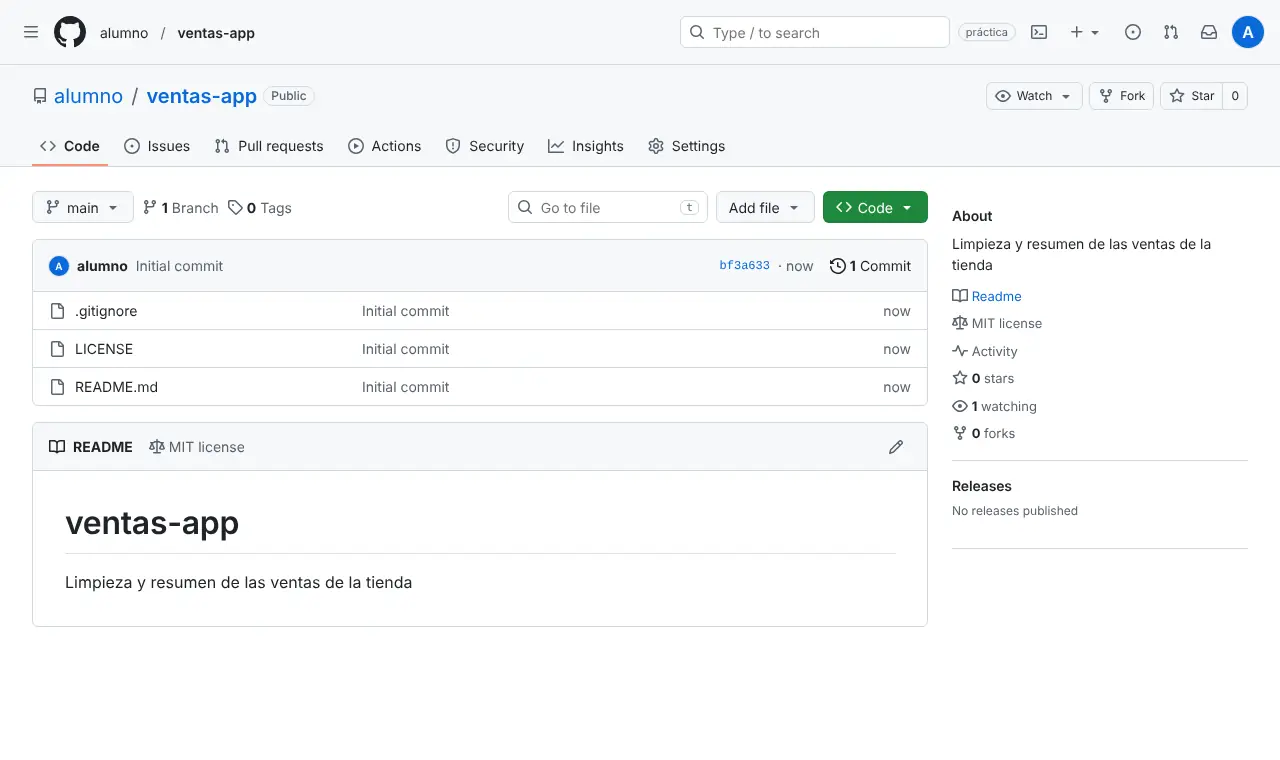 alumno / ventas-app
Type / to search
práctica
A
alumno / ventas-app Public
Watch
Fork
Star 0
Code
Issues
Pull requests
Actions
Security
Insights
Settings
main
1 Branch
0 Tags
Go to file t
Add file
Code
A alumno Initial commit bf3a633 · now 1 Commit
.gitignore Initial commit now
LICENSE Initial commit now
README.md Initial commit now
README
MIT license
ventas-app
Limpieza y resumen de las ventas de la tienda
About
Limpieza y resumen de las ventas de la
tienda
Readme
MIT license
Activity
0 stars
1 watching
0 forks
Releases
No releases published